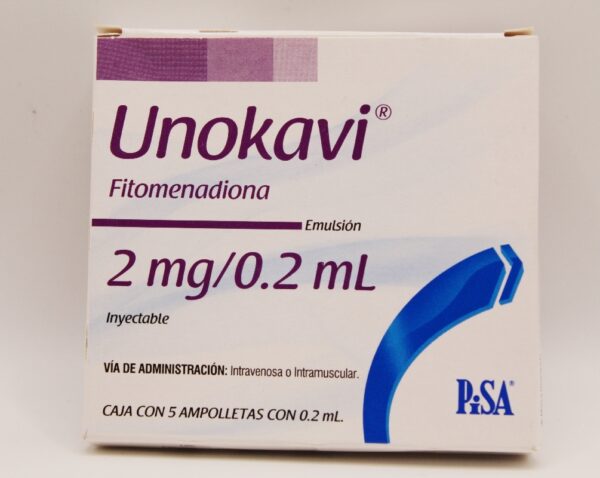 Unokavi®
Fitomenadiona
Emulsión
2 mg/0.2 mL
Inyectable
VÍA DE ADMINISTRACIÓN: Intravenosa o Intramuscular.
CAJA CON 5 AMPOLLETAS CON 0.2 mL.
PiSA®